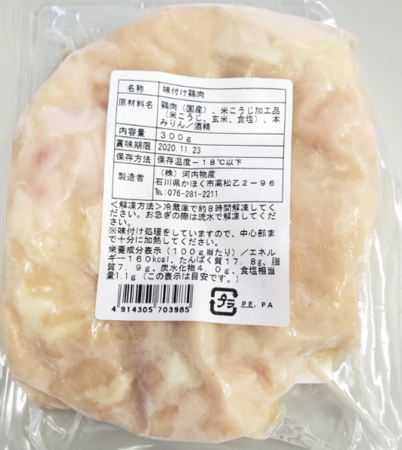 名称 味付け鶏肉
原材料名 鶏肉（国産）、米こうじ加工品
（米こうじ、玄米、食塩）、本
みりん／酒精
内容量 300g
賞味期限 2020.11.23
保存方法 保存温度－18℃以下
製造者 （株）河内物産
石川県かほく市高松乙2－96
℡076-281-2211
＜解凍方法＞冷蔵庫で約8時間解凍してく
ださい。お急ぎの際は流水で解凍してくだ
さい。
※味付け処理をしていますので、中心部ま
で十分に加熱してください。
栄養成分表示（100g当たり）／エネル
ギー160kcal、たんぱく質17．8g、脂
質7．9g、炭水化物4．0g、食塩相当
量1.1g（この表示は目安です。）
4 914305 703985
プラ
PE、PA